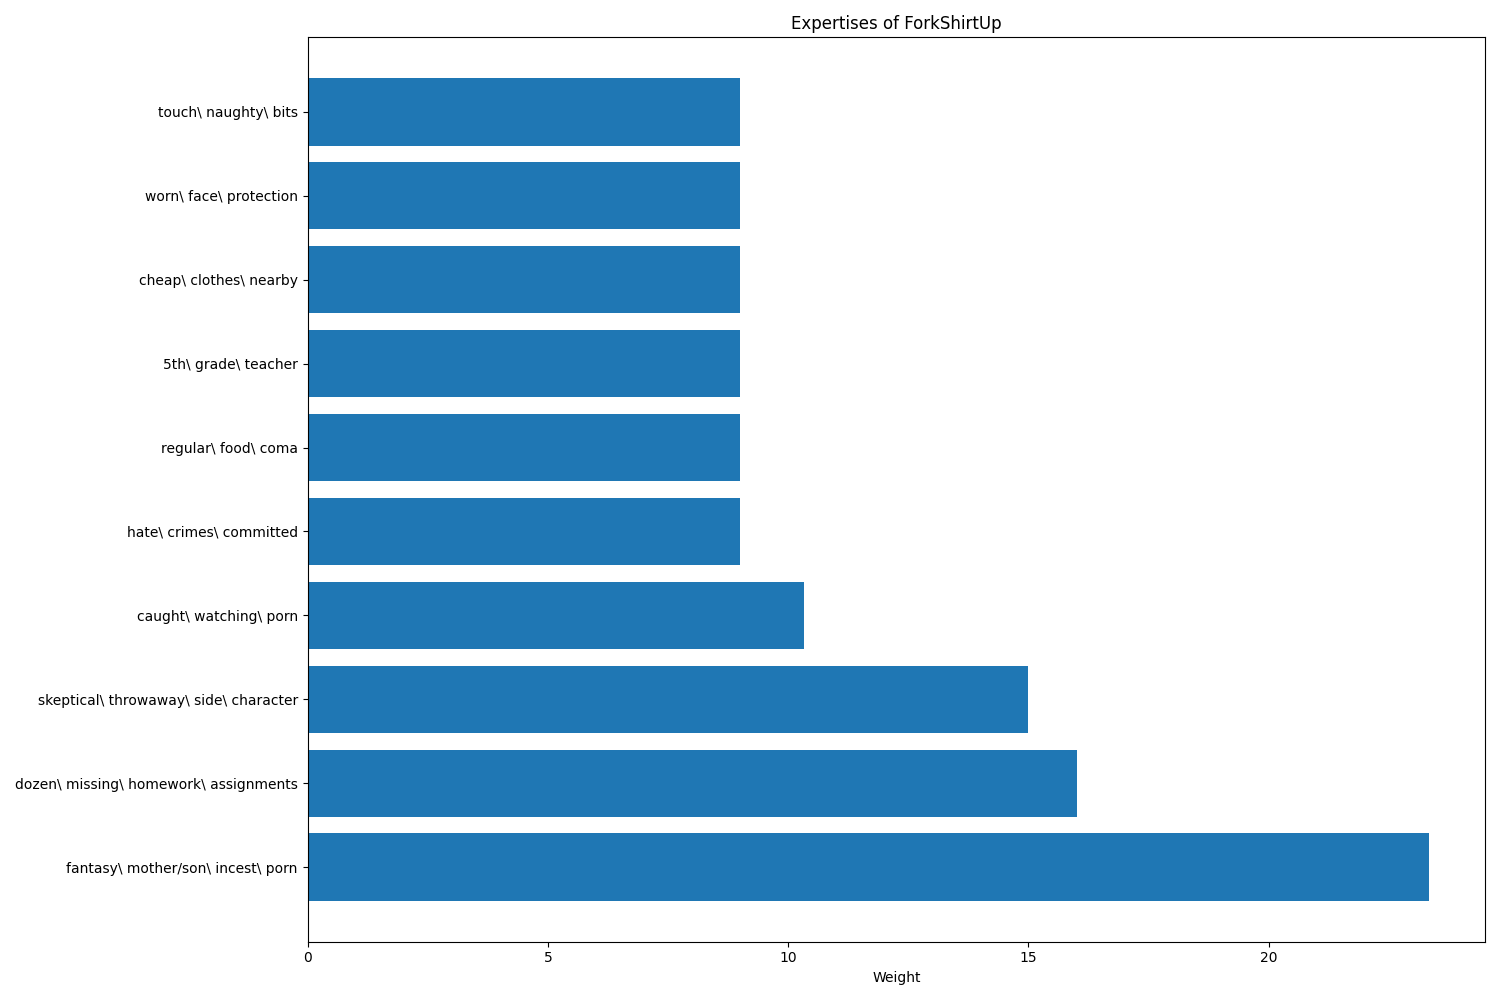 Expertises of ForkShirtUp
touch\ naughty\ bits
worn\ face\ protection
cheap\ clothes\ nearby
5th\ grade\ teacher
regular\ food\ coma
hate\ crimes\ committed
caught\ watching\ porn
skeptical\ throwaway\ side\ character
dozen\ missing\ homework\ assignments
fantasy\ mother/son\ incest\ porn
0 5 10 15 20
Weight